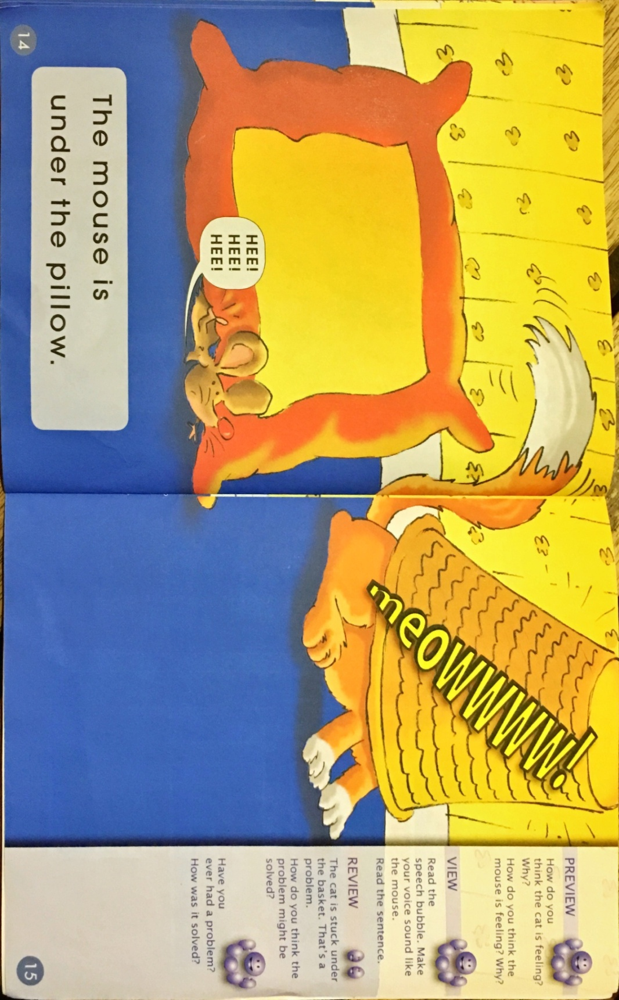 HEE!
HEE!
HEE!
The mouse is
under the pillow.
14
meowwww!
PREVIEW
How do you
think the cat is feeling?
Why?
How do you think the
mouse is feeling? Why?
VIEW
Read the
speech bubble. Make
your voice sound like
the mouse.
Read the sentence.
REVIEW
The cat is stuck under
the basket. That's a
problem.
How do you think the
problem might be
solved?
Have you
ever had a problem?
How was it solved?
15